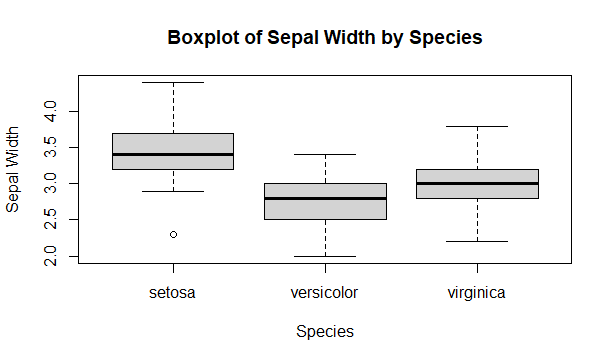 Boxplot of Sepal Width by Species
Sepal Width
4.0
3.5
3.0
2.5
2.0
setosa versicolor virginica
Species